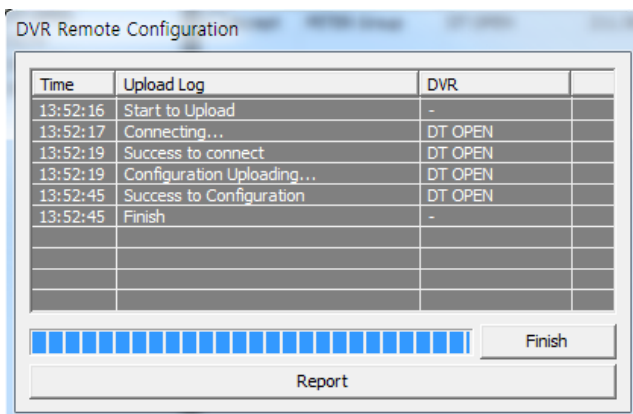 DVR Remote Configuration
Time Upload Log DVR
13:52:16 Start to Upload -
13:52:17 Connecting... DT OPEN
13:52:19 Success to connect DT OPEN
13:52:19 Configuration Uploading... DT OPEN
13:52:45 Success to Configuration DT OPEN
13:52:45 Finish -
Finish
Report